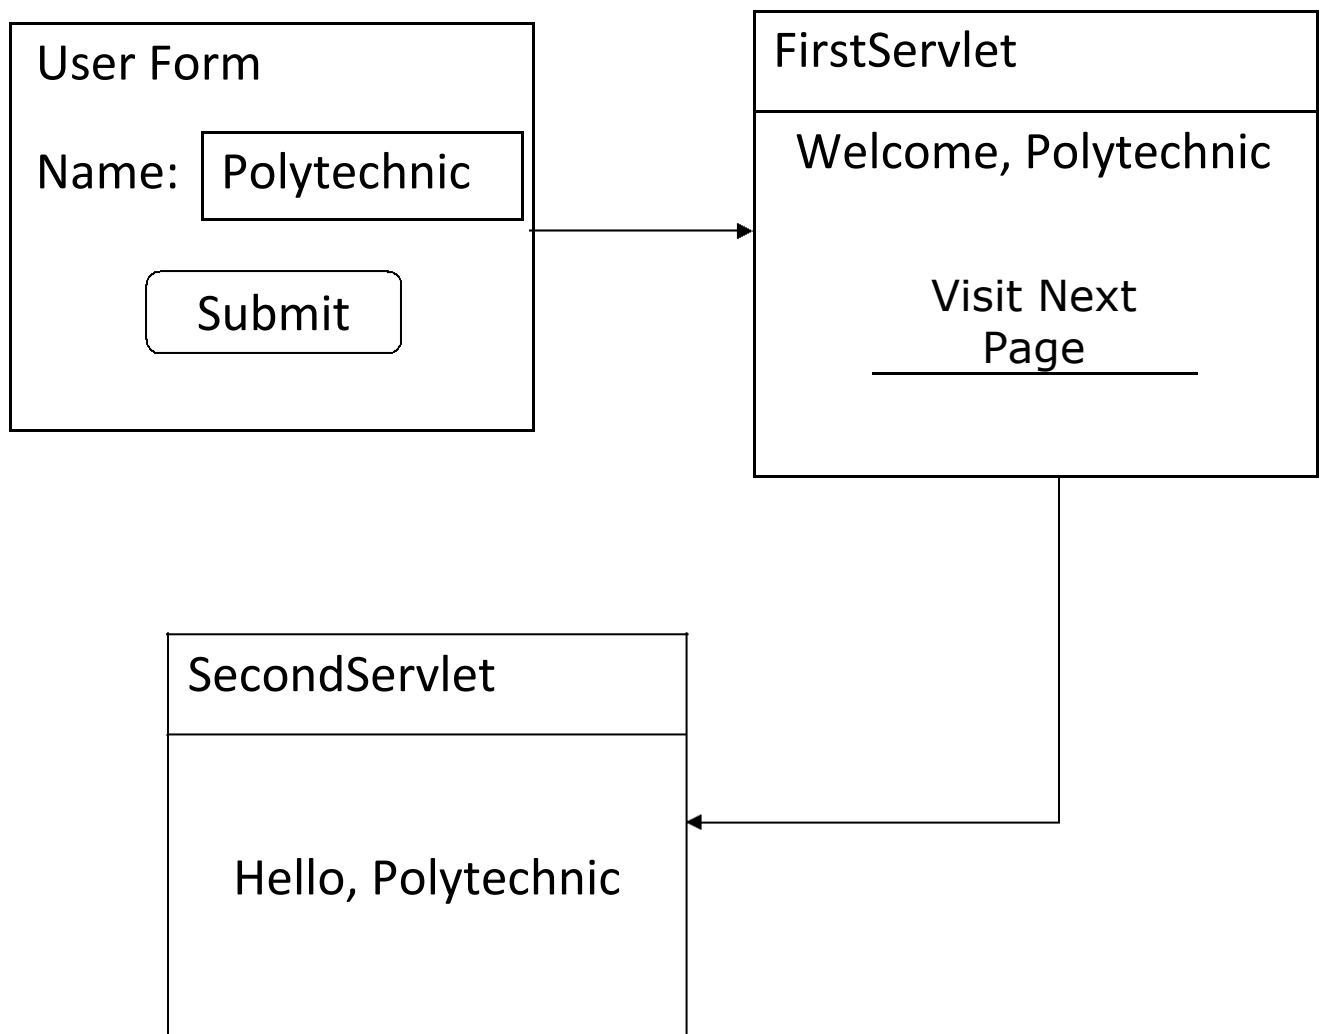 User Form
Name:
Polytechnic
Submit
FirstServlet
Welcome, Polytechnic
Visit Next
Page
SecondServlet
Hello, Polytechnic